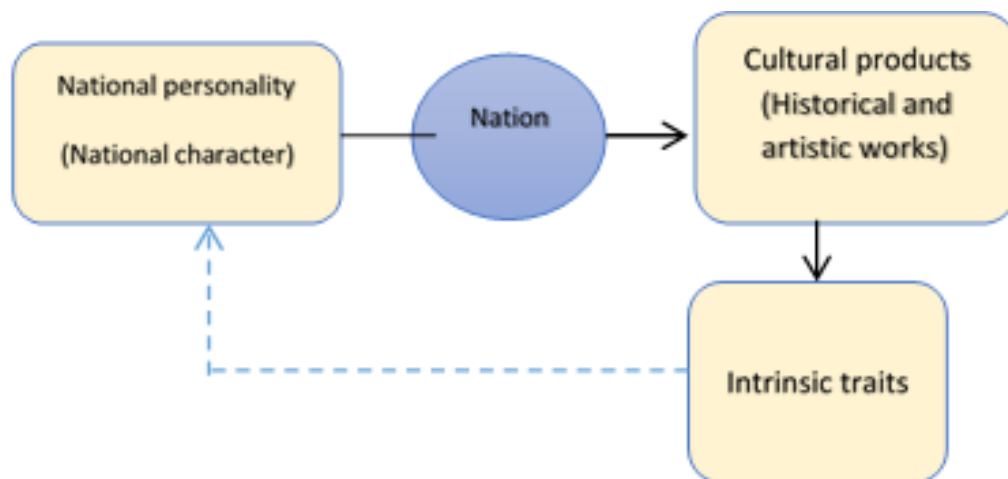 National personality
(National character)
Nation
Cultural products
(Historical and
artistic works)
Intrinsic traits